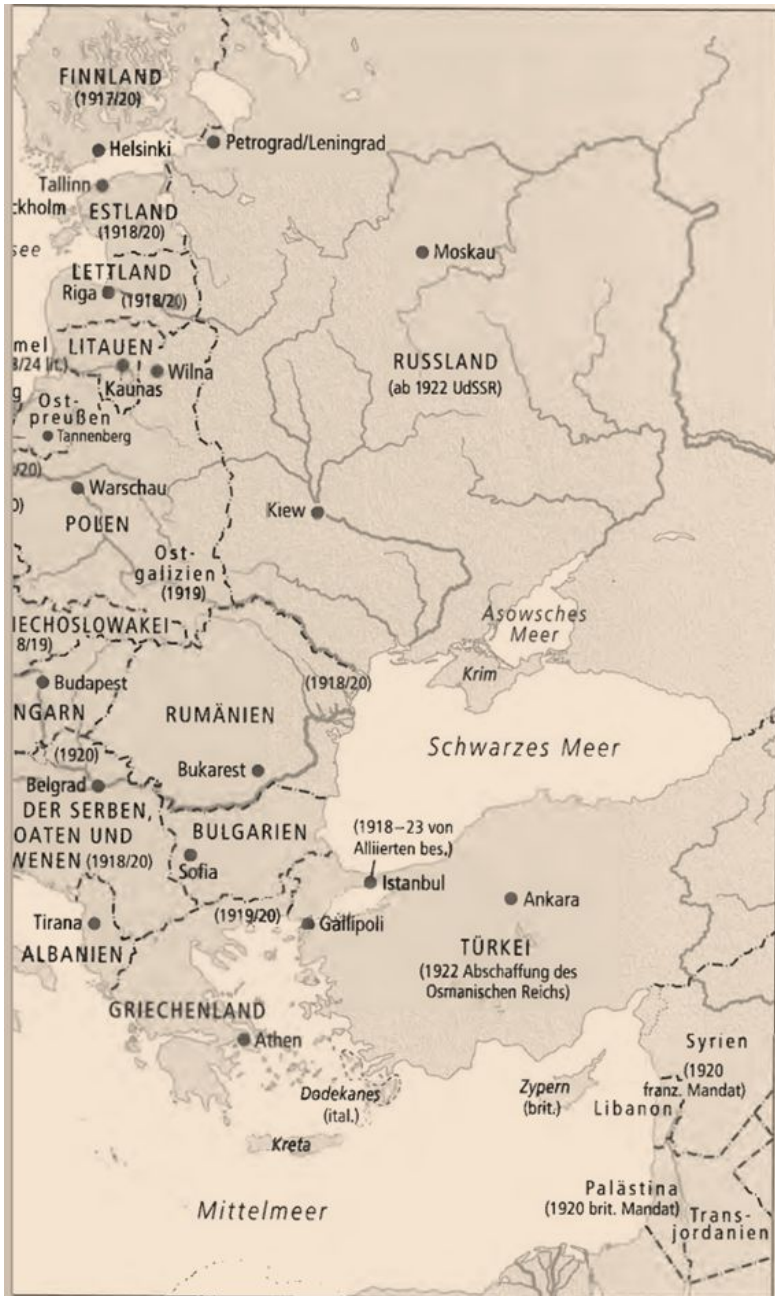 FINNLAND
(1917/20)
Helsinki
Petrograd/Leningrad
Tallinn
ckholm
ESTLAND
(1918/20)
see
Moskau
LETTLAND
Riga
(1918/20)
mel
LITAUEN
8/24 lit.)
Kaunas
Wilna
RUSSLAND
(ab 1922 UdSSR)
g
Ost-
preußen
Tannenberg
/20)
Warschau
0)
POLEN
Kiew
Ost-
galizien
(1919)
Asowsches
Meer
IECHOSLOWAKEI
8/19)
Krim
Budapest
(1918/20)
NGARN
RUMÄNIEN
Schwarzes Meer
(1920)
Bukarest
Belgrad
DER SERBEN,
OATEN UND
WENEN (1918/20)
BULGARIEN
Sofia
(1918–23 von
Alliierten bes.)
Istanbul
Ankara
(1919/20)
Gallipoli
Tirana
ALBANIEN
TÜRKEI
(1922 Abschaffung des
Osmanischen Reichs)
GRIECHENLAND
Athen
Syrien
(1920
franz. Mandat)
Dodekanes
(ital.)
Zypern
(brit.)
Libanon
Kreta
Palästina
(1920 brit. Mandat)
Trans-
jordanien
Mittelmeer